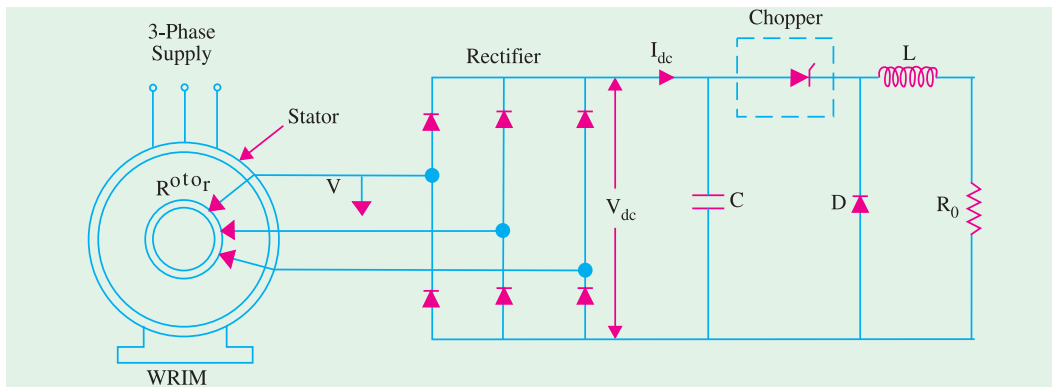 3-Phase
Supply
Stator
Rotor
WRIM
V
Rectifier
I_dc
V_dc
C
Chopper
D
L
R_0